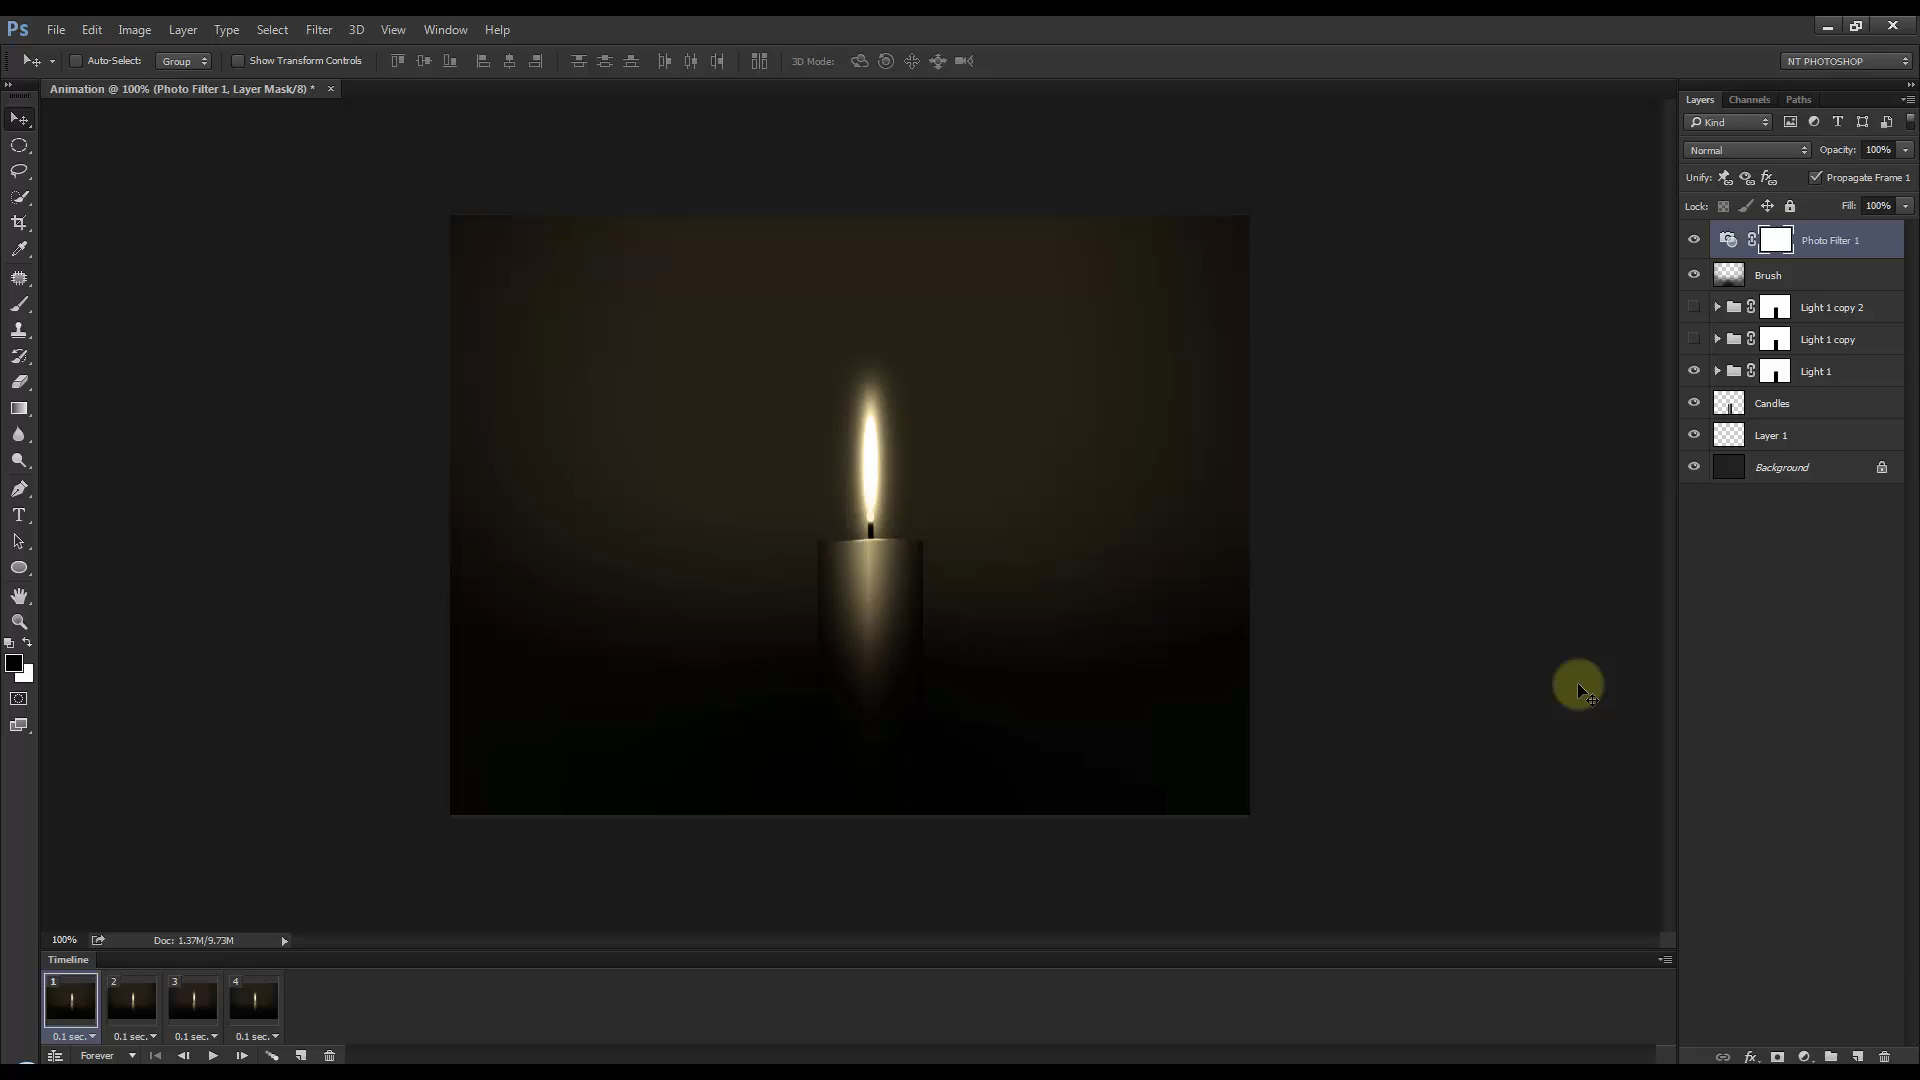 Ps File Edit Image Layer Type Select Filter 3D View Window Help
Auto-Select: Group Show Transform Controls 3D Mode: NT PHOTOSHOP
Animation @ 100% (Photo Filter 1, Layer Mask/8) * ×
Layers Channels Paths
Kind
Normal Opacity: 100%
Unify: Propagate Frame 1
Lock: Fill: 100%
Photo Filter 1
Brush
Light 1 copy 2
Light 1 copy
Light 1
Candles
Layer 1
Background
100% Doc: 1.37M/9.73M
Timeline
1 2 3 4
0.1 sec. 0.1 sec. 0.1 sec. 0.1 sec.
Forever